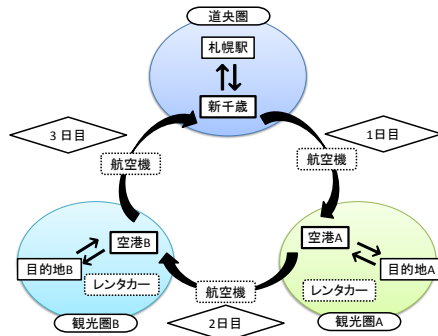 道央圏
札幌駅
新千歳
3日目
1日目
航空機
航空機
空港B
空港A
目的地B
目的地A
レンタカー
レンタカー
航空機
観光圏B
2日目
観光圏A